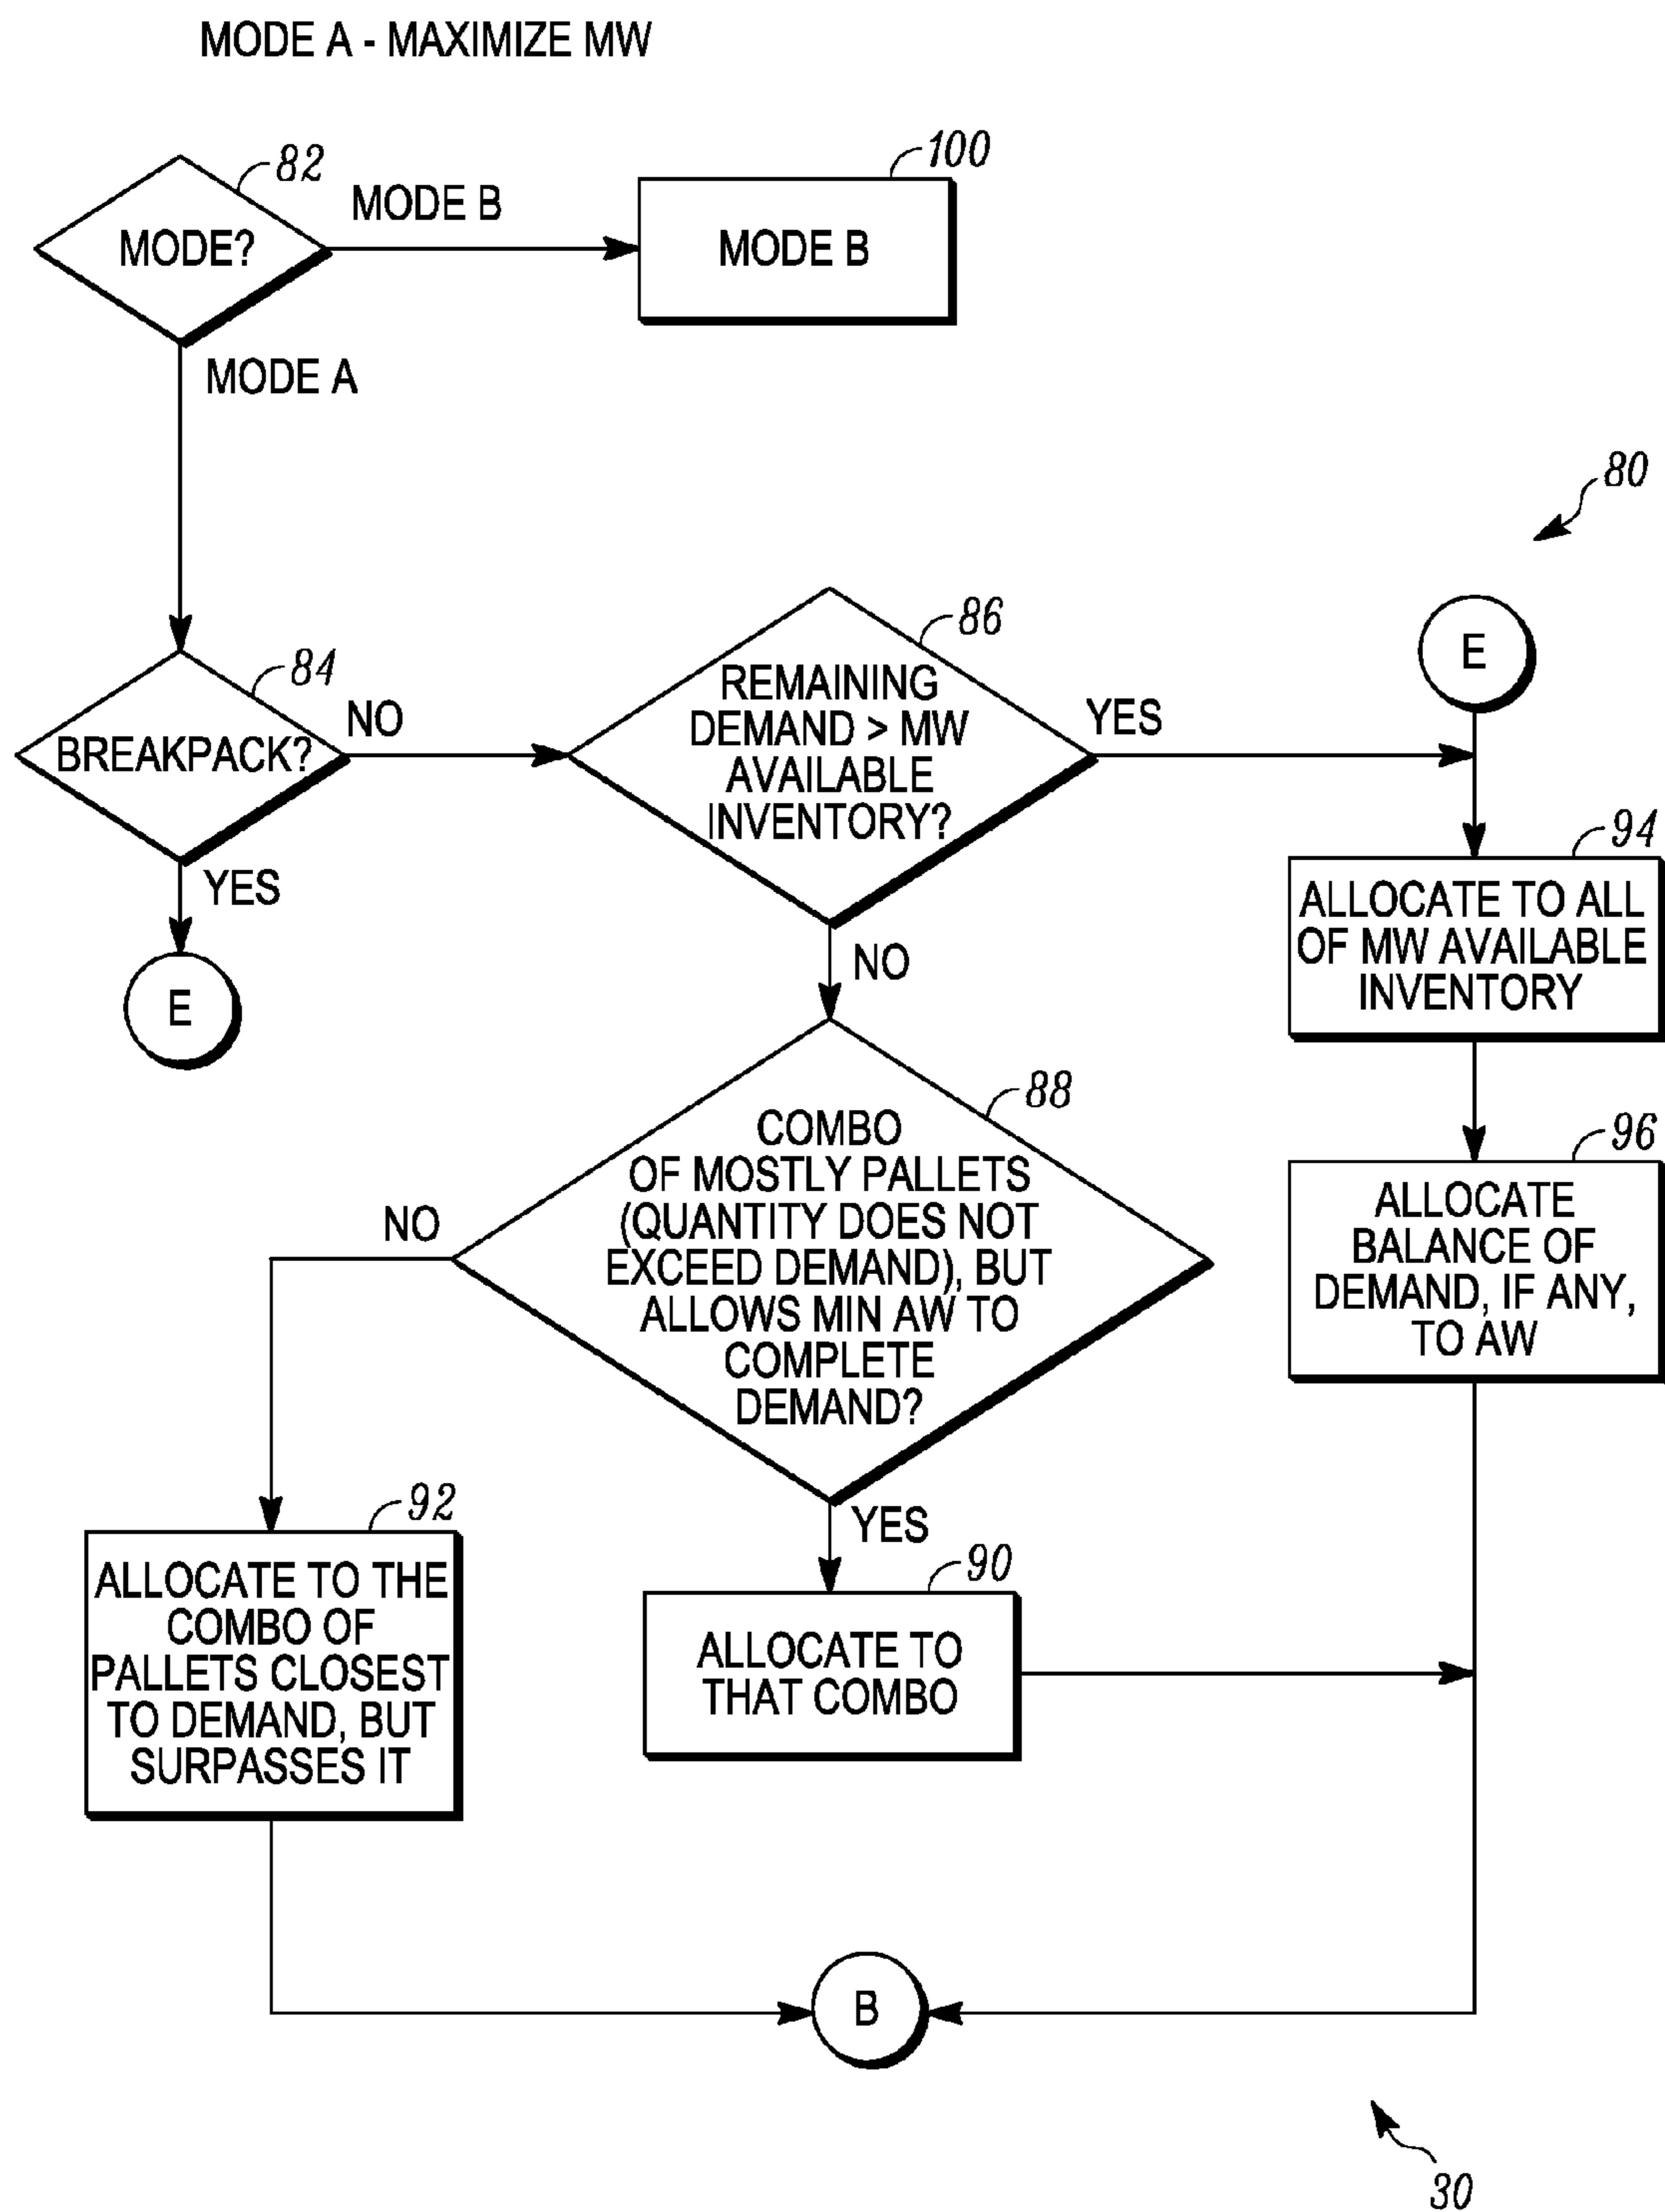 MODE A - MAXIMIZE MW
82
100
MODE?
MODE B
MODE B
MODE A
80
84
BREAKPACK?
NO
YES
E
86
REMAINING
DEMAND > MW
AVAILABLE
INVENTORY?
YES
NO
E
94
ALLOCATE TO ALL
OF MW AVAILABLE
INVENTORY
96
ALLOCATE
BALANCE OF
DEMAND, IF ANY,
TO AW
88
COMBO
OF MOSTLY PALLETS
(QUANTITY DOES NOT
EXCEED DEMAND), BUT
ALLOWS MIN AW TO
COMPLETE
DEMAND?
NO
YES
92
ALLOCATE TO THE
COMBO OF
PALLETS CLOSEST
TO DEMAND, BUT
SURPASSES IT
90
ALLOCATE TO
THAT COMBO
B
30